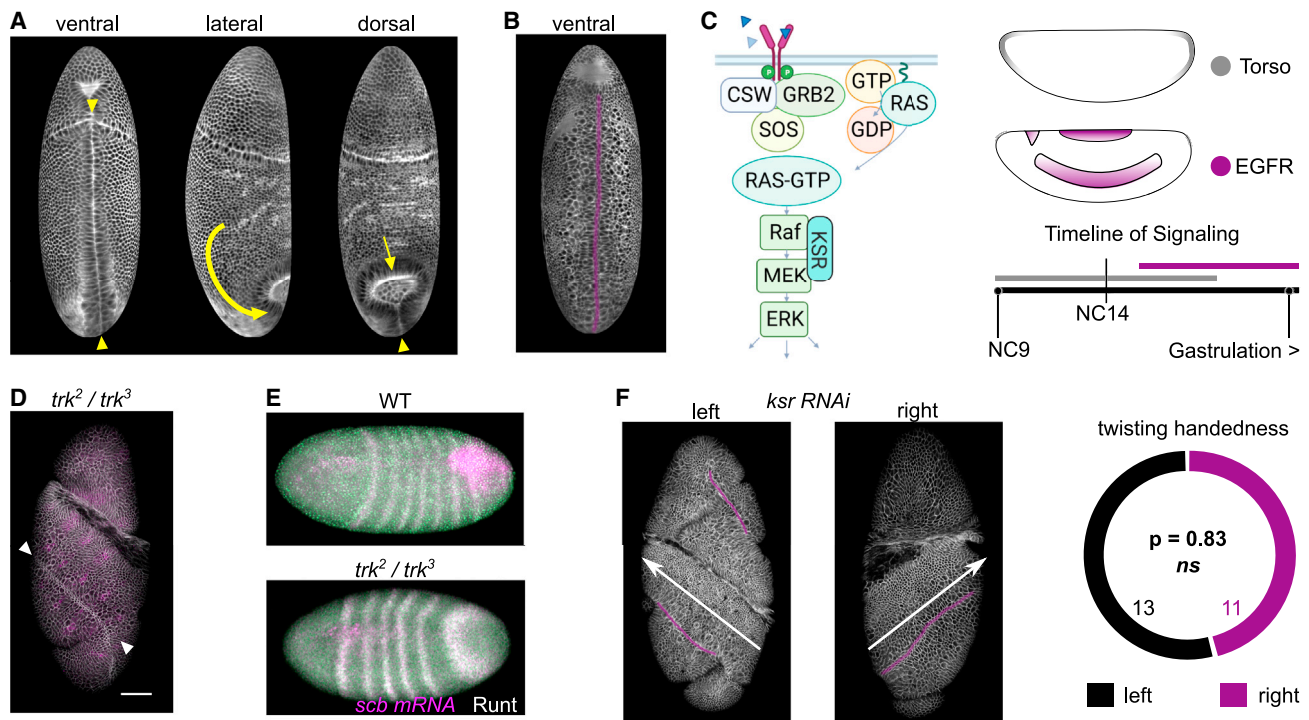 A
ventral
lateral
dorsal
B
ventral
C
P
P
CSW
GRB2
SOS
GTP
RAS
GDP
RAS-GTP
Raf
KSR
MEK
ERK
Torso
EGFR
Timeline of Signaling
NC14
NC9
Gastrulation >
D
trk² / trk³
E
WT
trk² / trk³
scb mRNA Runt
F
ksr RNAi
left
right
twisting handedness
p = 0.83
ns
13
11
left
right